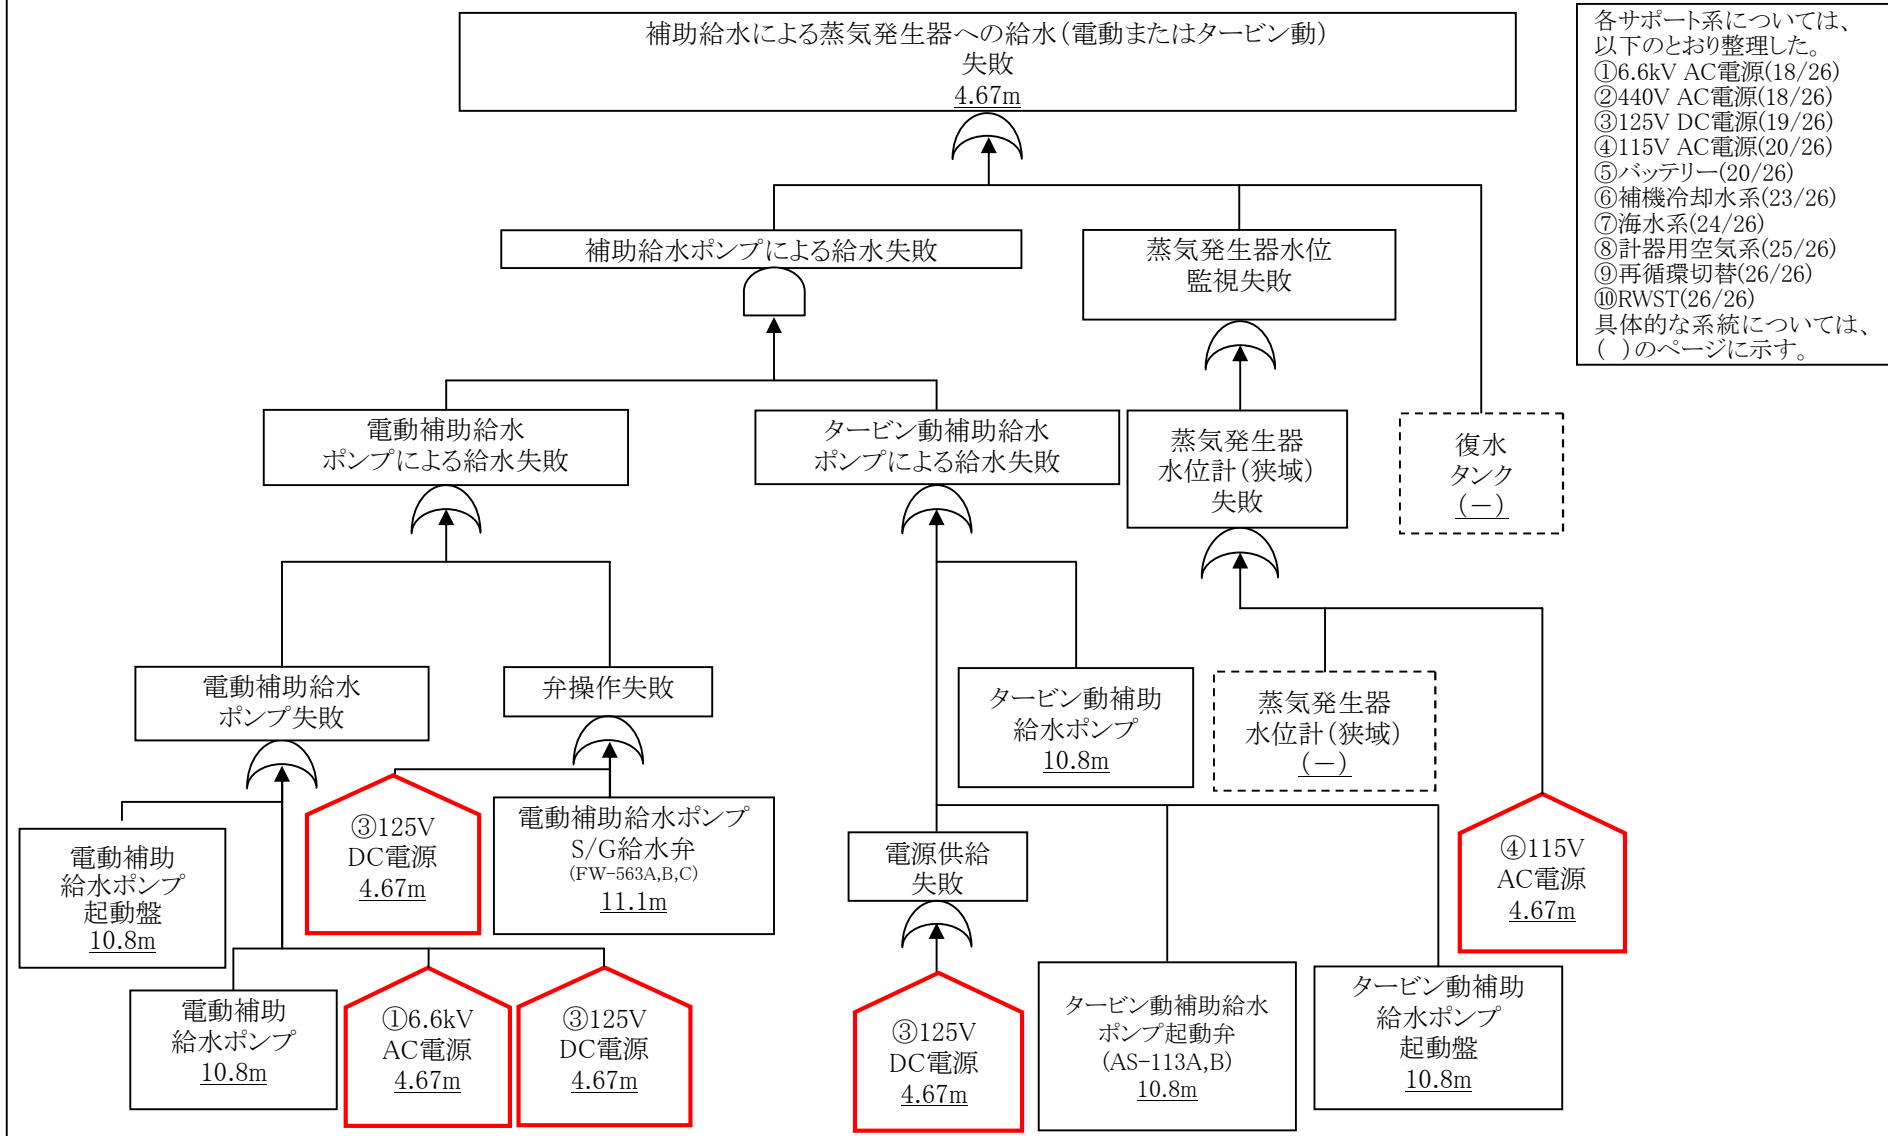 補助給水による蒸気発生器への給水(電動またはタービン動)
失敗
4.67m
各サポート系については、
以下のとおり整理した。
①6.6kV AC電源(18/26)
②440V AC電源(18/26)
③125V DC電源(19/26)
④115V AC電源(20/26)
⑤バッテリー(20/26)
⑥補機冷却水系(23/26)
⑦海水系(24/26)
⑧計器用空気系(25/26)
⑨再循環切替(26/26)
⑩RWST(26/26)
具体的な系統については、
( )のページに示す。
補助給水ポンプによる給水失敗
蒸気発生器水位
監視失敗
電動補助給水
ポンプによる給水失敗
タービン動補助給水
ポンプによる給水失敗
蒸気発生器
水位計(狭域)
失敗
復水
タンク
(-)
電動補助給水
ポンプ失敗
弁操作失敗
タービン動補助
給水ポンプ
10.8m
蒸気発生器
水位計(狭域)
(-)
電動補助
給水ポンプ
起動盤
10.8m
③125V
DC電源
4.67m
電動補助給水ポンプ
S/G給水弁
(FW-563A,B,C)
11.1m
電源供給
失敗
④115V
AC電源
4.67m
電動補助
給水ポンプ
10.8m
①6.6kV
AC電源
4.67m
③125V
DC電源
4.67m
③125V
DC電源
4.67m
タービン動補助給水
ポンプ起動弁
(AS-113A,B)
10.8m
タービン動補助
給水ポンプ
起動盤
10.8m